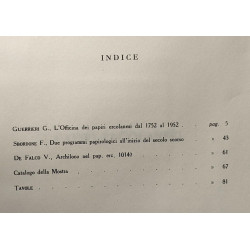 INDICE
GUERRIERI G., L'Officina dei papiri ercolanesi dal 1752 al 1952 pag. 5
SBORDONE F., Due programmi papirologici all'inizio del secolo scorso » 43
DE FALCO V., Archiloco nel pap. erc. 1014? » 61
Catalogo della Mostra » 67
TAVOLE » 81